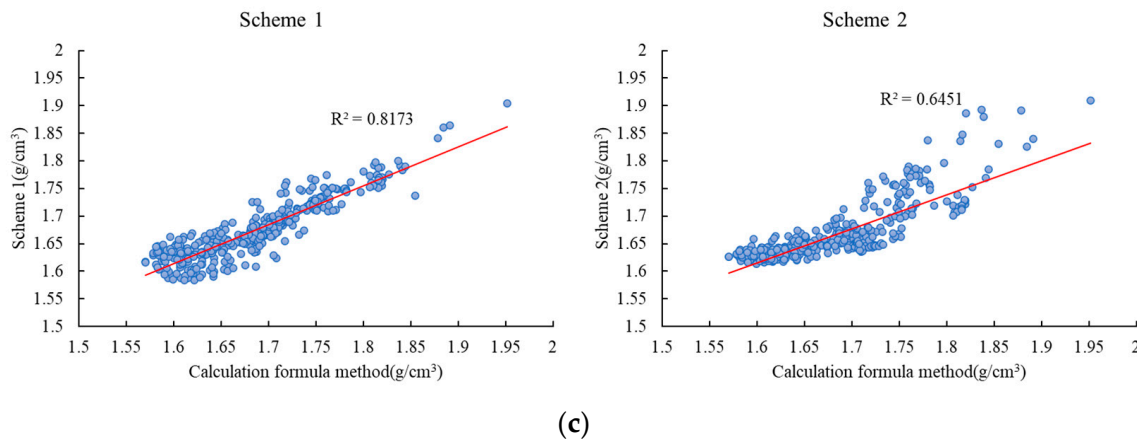 Scheme 1
2
1.95
1.9
1.85
1.8
1.75
1.7
1.65
1.6
1.55
1.5
Scheme 1(g/cm³)
R² = 0.8173
1.5 1.55 1.6 1.65 1.7 1.75 1.8 1.85 1.9 1.95 2
Calculation formula method(g/cm³)
Scheme 2
2
1.95
1.9
1.85
1.8
1.75
1.7
1.65
1.6
1.55
1.5
Scheme 2(g/cm³)
R² = 0.6451
1.5 1.55 1.6 1.65 1.7 1.75 1.8 1.85 1.9 1.95 2
Calculation formula method(g/cm³)
(c)